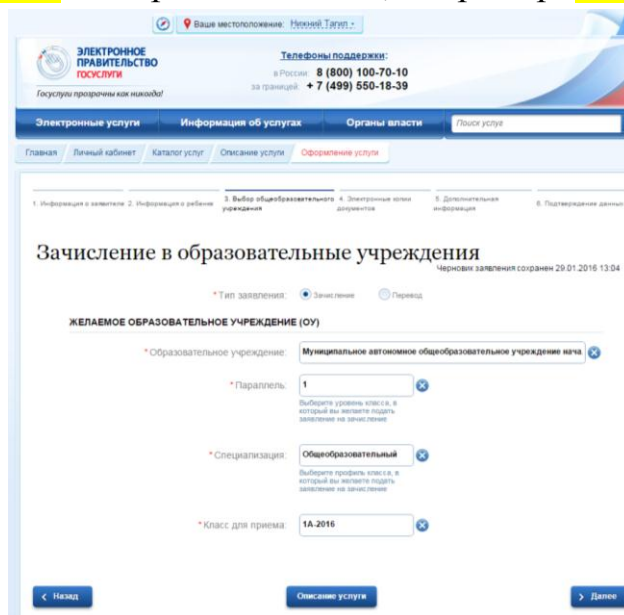 Ваше местоположение: Нижний Тагил
ЭЛЕКТРОННОЕ
ПРАВИТЕЛЬСТВО
ГОСУСЛУГИ
Госуслуги прозрачны как никогда!
Телефоны поддержки:
в России: 8 (800) 100-70-10
за границей: + 7 (499) 550-18-39
Электронные услуги Информация об услугах Органы власти Поиск услуг
Главная Личный кабинет Каталог услуг Описание услуги Оформление услуги
1. Информация о заявителе 2. Информация о ребенке 3. Выбор общеобразовательного учреждения 4. Электронные копии документов 5. Дополнительная информация 6. Подтверждение данных
Зачисление в образовательные учреждения
Черновик заявления сохранен 29.01.2016 13:04
*Тип заявления: Зачисление Перевод
ЖЕЛАЕМОЕ ОБРАЗОВАТЕЛЬНОЕ УЧРЕЖДЕНИЕ (ОУ)
*Образовательное учреждение: Муниципальное автономное общеобразовательное учреждение нача
*Параллель: 1
Выберите уровень класса, в
который вы желаете подать
заявление на зачисление
*Специализация: Общеобразовательный
Выберите профиль класса, в
который вы желаете подать
заявление на зачисление
*Класс для приема: 1А-2016
Назад Описание услуги Далее